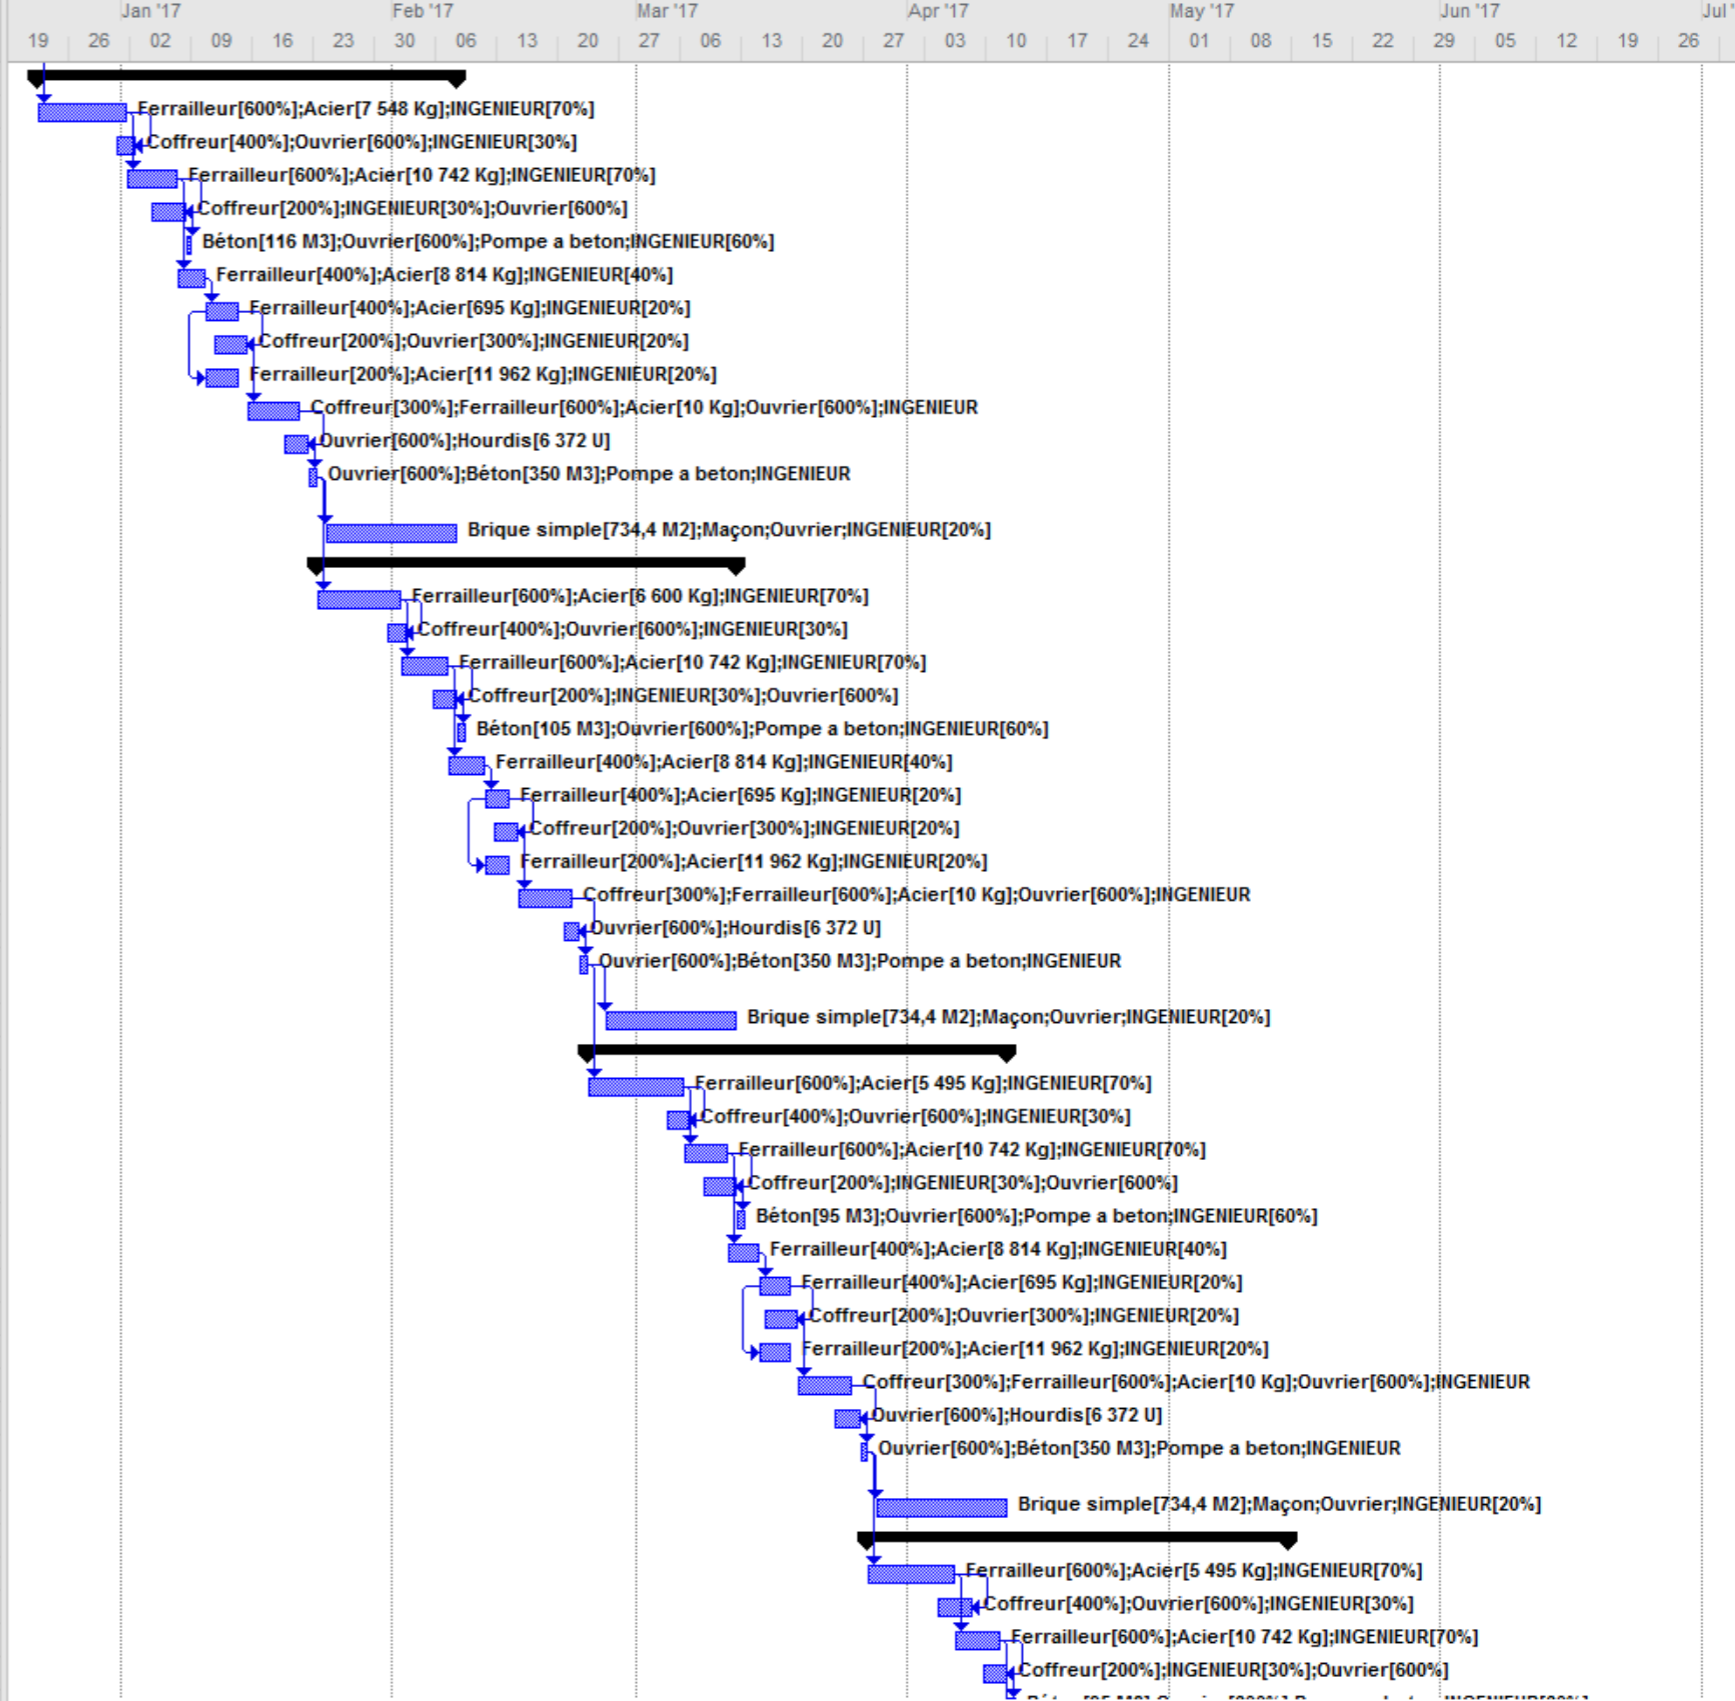 Jan '17 Feb '17 Mar '17 Apr '17 May '17 Jun '17 Jul '
19 26 02 09 16 23 30 06 13 20 27 06 13 20 27 03 10 17 24 01 08 15 22 29 05 12 19 26
Ferrailleur[600%];Acier[7 548 Kg];INGENIEUR[70%]
Coffreur[400%];Ouvrier[600%];INGENIEUR[30%]
Ferrailleur[600%];Acier[10 742 Kg];INGENIEUR[70%]
Coffreur[200%];INGENIEUR[30%];Ouvrier[600%]
Béton[116 M3];Ouvrier[600%];Pompe a beton;INGENIEUR[60%]
Ferrailleur[400%];Acier[8 814 Kg];INGENIEUR[40%]
Ferrailleur[400%];Acier[695 Kg];INGENIEUR[20%]
Coffreur[200%];Ouvrier[300%];INGENIEUR[20%]
Ferrailleur[200%];Acier[11 962 Kg];INGENIEUR[20%]
Coffreur[300%];Ferrailleur[600%];Acier[10 Kg];Ouvrier[600%];INGENIEUR
Ouvrier[600%];Hourdis[6 372 U]
Ouvrier[600%];Béton[350 M3];Pompe a beton;INGENIEUR
Brique simple[734,4 M2];Maçon;Ouvrier;INGENIEUR[20%]
Ferrailleur[600%];Acier[6 600 Kg];INGENIEUR[70%]
Coffreur[400%];Ouvrier[600%];INGENIEUR[30%]
Ferrailleur[600%];Acier[10 742 Kg];INGENIEUR[70%]
Coffreur[200%];INGENIEUR[30%];Ouvrier[600%]
Béton[105 M3];Ouvrier[600%];Pompe a beton;INGENIEUR[60%]
Ferrailleur[400%];Acier[8 814 Kg];INGENIEUR[40%]
Ferrailleur[400%];Acier[695 Kg];INGENIEUR[20%]
Coffreur[200%];Ouvrier[300%];INGENIEUR[20%]
Ferrailleur[200%];Acier[11 962 Kg];INGENIEUR[20%]
Coffreur[300%];Ferrailleur[600%];Acier[10 Kg];Ouvrier[600%];INGENIEUR
Ouvrier[600%];Hourdis[6 372 U]
Ouvrier[600%];Béton[350 M3];Pompe a beton;INGENIEUR
Brique simple[734,4 M2];Maçon;Ouvrier;INGENIEUR[20%]
Ferrailleur[600%];Acier[5 495 Kg];INGENIEUR[70%]
Coffreur[400%];Ouvrier[600%];INGENIEUR[30%]
Ferrailleur[600%];Acier[10 742 Kg];INGENIEUR[70%]
Coffreur[200%];INGENIEUR[30%];Ouvrier[600%]
Béton[95 M3];Ouvrier[600%];Pompe a beton;INGENIEUR[60%]
Ferrailleur[400%];Acier[8 814 Kg];INGENIEUR[40%]
Ferrailleur[400%];Acier[695 Kg];INGENIEUR[20%]
Coffreur[200%];Ouvrier[300%];INGENIEUR[20%]
Ferrailleur[200%];Acier[11 962 Kg];INGENIEUR[20%]
Coffreur[300%];Ferrailleur[600%];Acier[10 Kg];Ouvrier[600%];INGENIEUR
Ouvrier[600%];Hourdis[6 372 U]
Ouvrier[600%];Béton[350 M3];Pompe a beton;INGENIEUR
Brique simple[734,4 M2];Maçon;Ouvrier;INGENIEUR[20%]
Ferrailleur[600%];Acier[5 495 Kg];INGENIEUR[70%]
Coffreur[400%];Ouvrier[600%];INGENIEUR[30%]
Ferrailleur[600%];Acier[10 742 Kg];INGENIEUR[70%]
Coffreur[200%];INGENIEUR[30%];Ouvrier[600%]